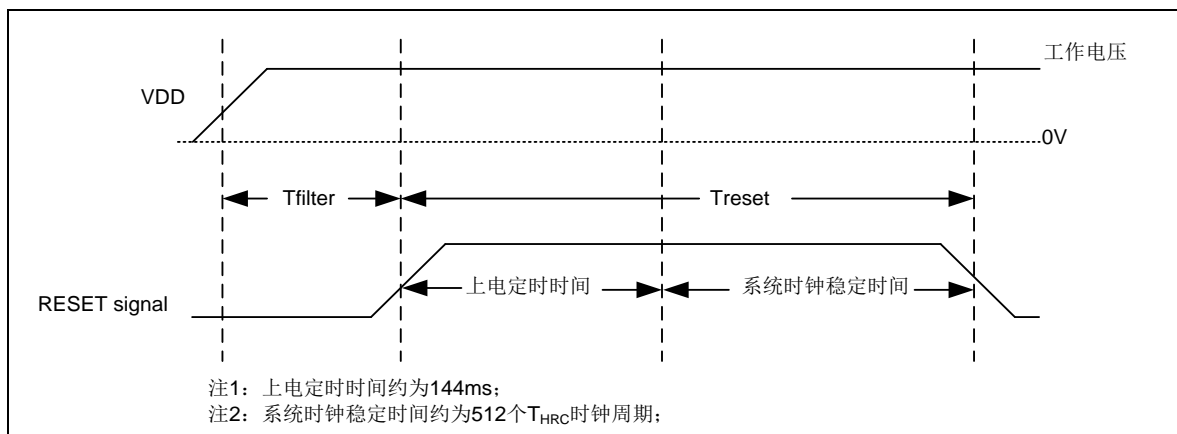 工作电压
VDD
0V
Tfilter
Treset
上电定时时间
系统时钟稳定时间
RESET signal
注1：上电定时时间约为144ms；
注2：系统时钟稳定时间约为512个THRC时钟周期；